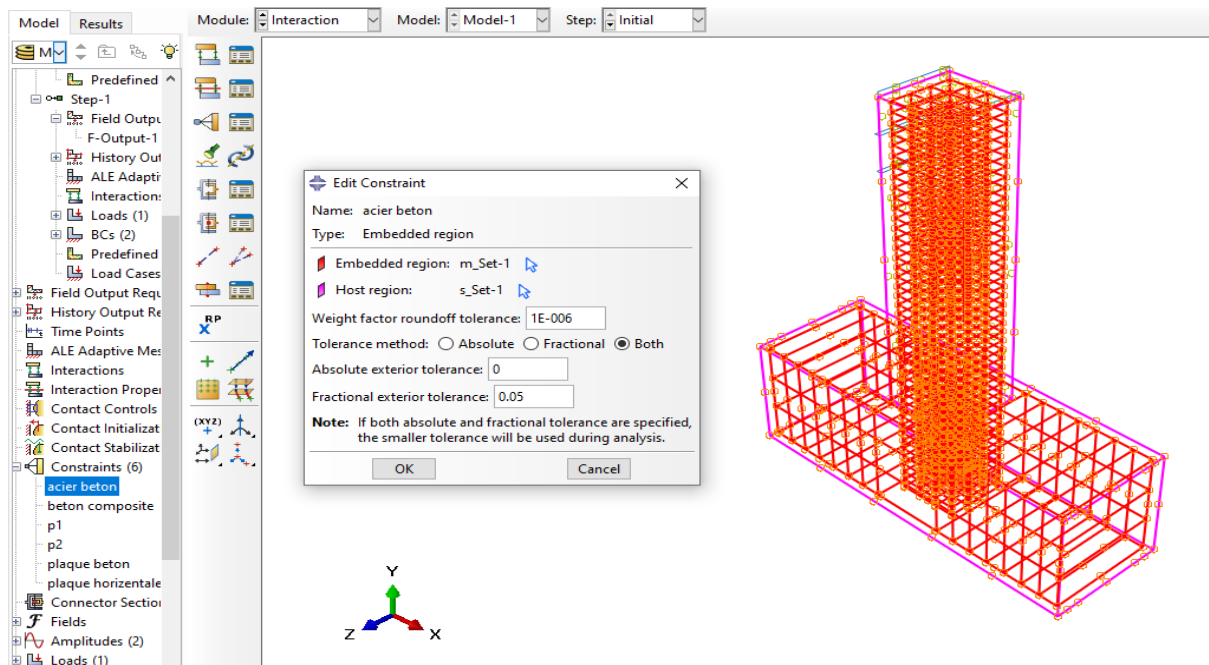 Model Results
Module: Interaction Model: Model-1 Step: Initial
M
Predefined
Step-1
Field Outpu
F-Output-1
History Out
ALE Adapti
Interactions
Loads (1)
BCs (2)
Predefined
Load Cases
Field Output Requ
History Output Re
Time Points
ALE Adaptive Mes
Interactions
Interaction Proper
Contact Controls
Contact Initializat
Contact Stabilizat
Constraints (6)
acier beton
beton composite
p1
p2
plaque beton
plaque horizentale
Connector Section
Fields
Amplitudes (2)
Loads (1)
RP
(XYZ)
Edit Constraint
Name: acier beton
Type: Embedded region
Embedded region: m_Set-1
Host region: s_Set-1
Weight factor roundoff tolerance: 1E-006
Tolerance method: Absolute Fractional Both
Absolute exterior tolerance: 0
Fractional exterior tolerance: 0.05
Note: If both absolute and fractional tolerance are specified,
the smaller tolerance will be used during analysis.
OK Cancel
Y
Z X